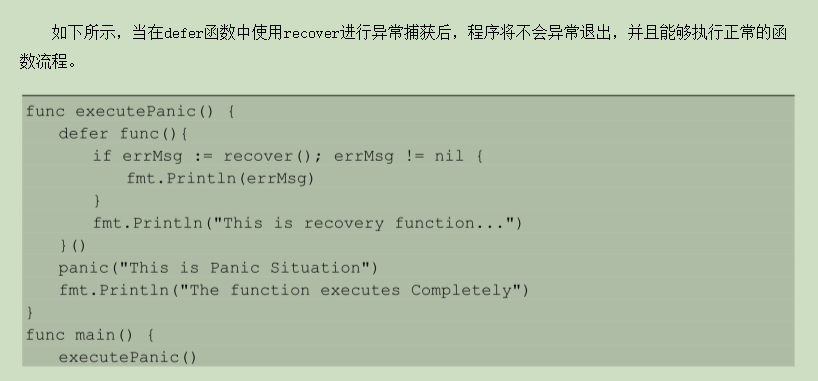 如下所示，当在defer函数中使用recover进行异常捕获后，程序将不会异常退出，并且能够执行正常的函
数流程。
func executePanic() {
    defer func(){
        if errMsg := recover(); errMsg != nil {
            fmt.Println(errMsg)
        }
        fmt.Println("This is recovery function...")
    }()
    panic("This is Panic Situation")
    fmt.Println("The function executes Completely")
}
func main() {
    executePanic()